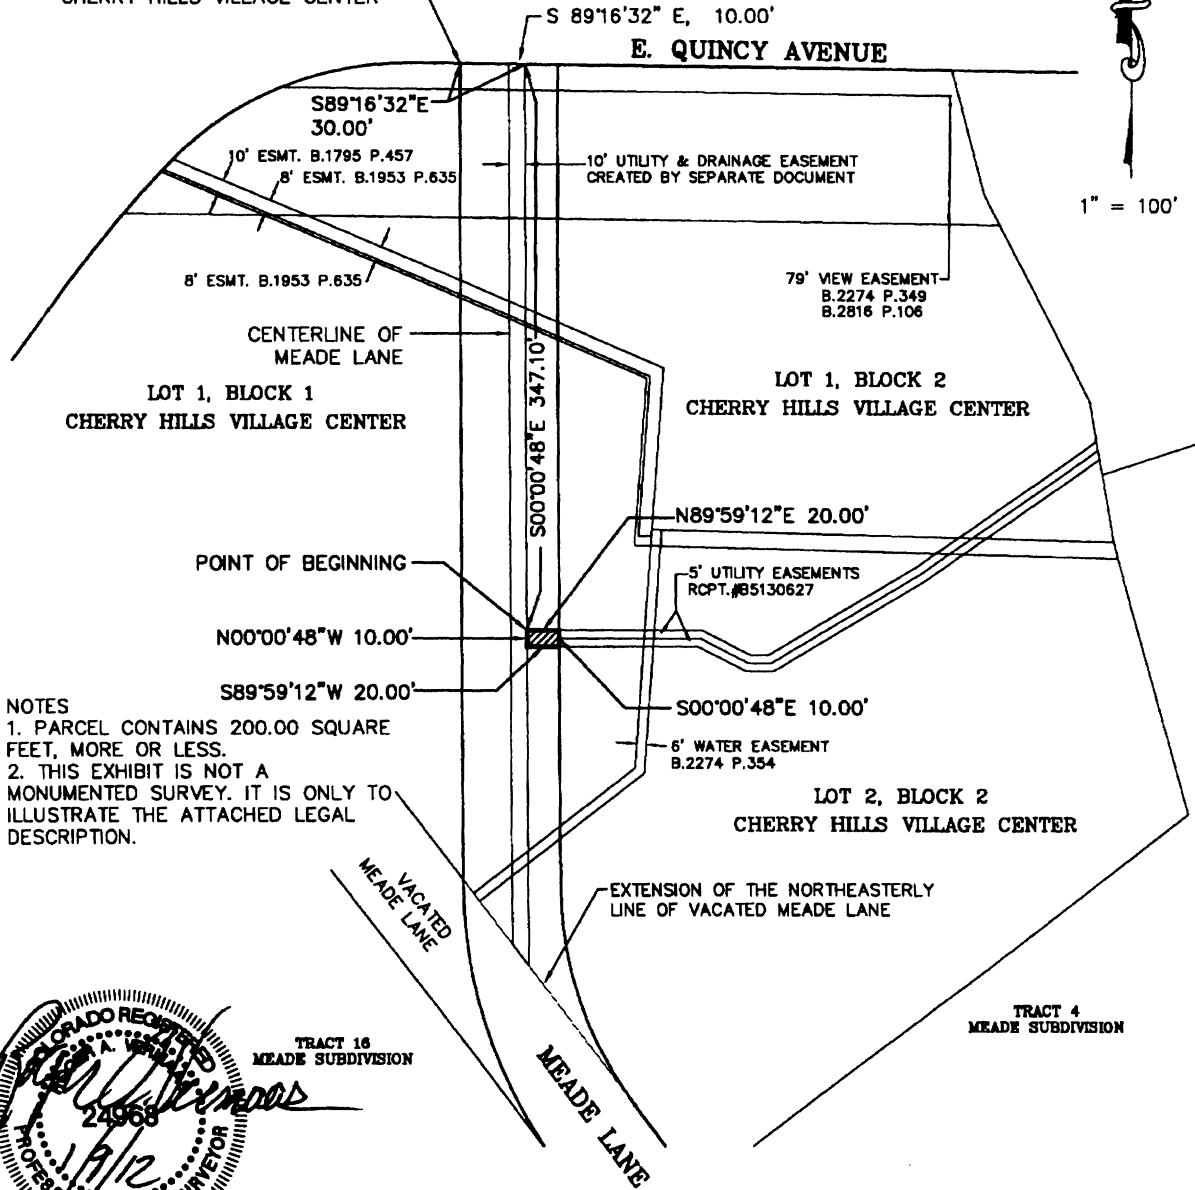 CHERRY HILLS VILLAGE CENTER
S 89°16'32" E, 10.00'
E. QUINCY AVENUE
S89°16'32"E
30.00'
10' ESMT. B.1795 P.457
8' ESMT. B.1953 P.635
10' UTILITY & DRAINAGE EASEMENT
CREATED BY SEPARATE DOCUMENT
1" = 100'
8' ESMT. B.1953 P.635
79' VIEW EASEMENT
B.2274 P.349
B.2816 P.106
CENTERLINE OF
MEADE LANE
S00°00'48"E 347.10'
LOT 1, BLOCK 1
CHERRY HILLS VILLAGE CENTER
LOT 1, BLOCK 2
CHERRY HILLS VILLAGE CENTER
N89°59'12"E 20.00'
POINT OF BEGINNING
5' UTILITY EASEMENTS
RCPT.#B5130627
N00°00'48"W 10.00'
S89°59'12"W 20.00'
S00°00'48"E 10.00'
NOTES
1. PARCEL CONTAINS 200.00 SQUARE
FEET, MORE OR LESS.
2. THIS EXHIBIT IS NOT A
MONUMENTED SURVEY. IT IS ONLY TO
ILLUSTRATE THE ATTACHED LEGAL
DESCRIPTION.
6' WATER EASEMENT
B.2274 P.354
LOT 2, BLOCK 2
CHERRY HILLS VILLAGE CENTER
VACATED
MEADE LANE
EXTENSION OF THE NORTHEASTERLY
LINE OF VACATED MEADE LANE
TRACT 4
MEADE SUBDIVISION
TRACT 16
MEADE SUBDIVISION
MEADE LANE
COLORADO REGISTERED
24968
1/9/12